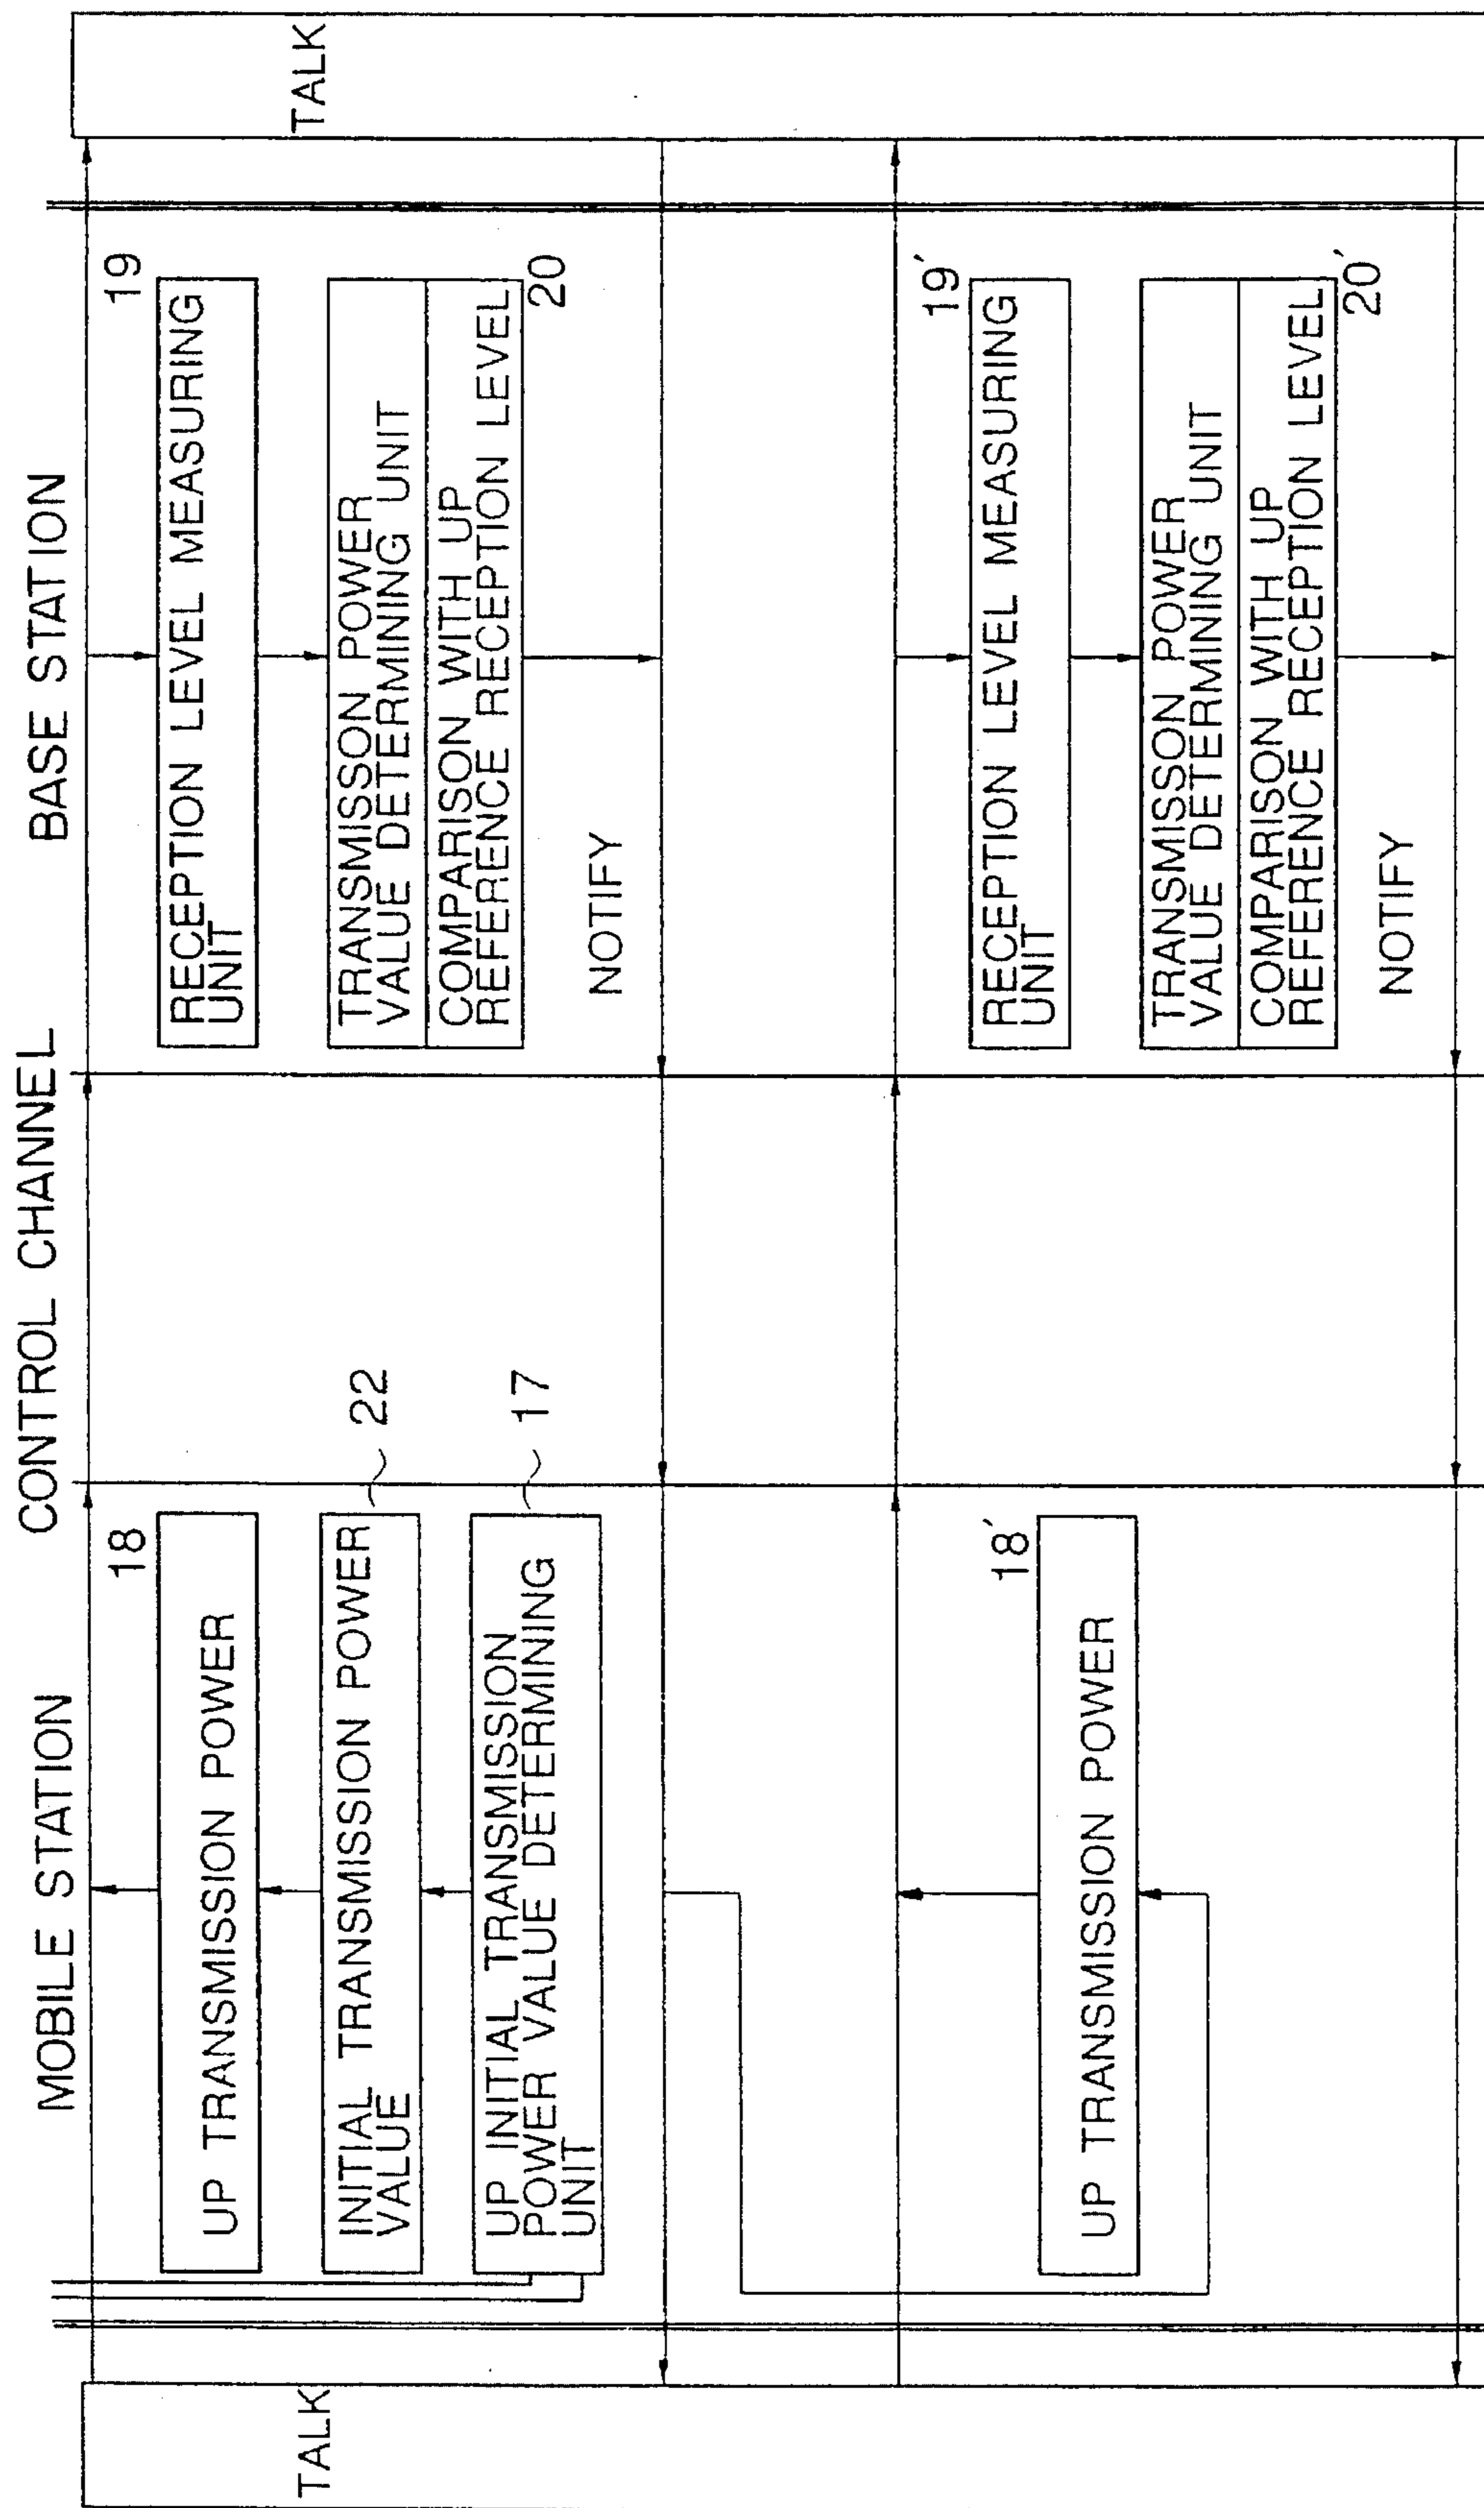 MOBILE STATION
CONTROL CHANNEL
BASE STATION
TALK
18
UP TRANSMISSION POWER
INITIAL TRANSMISSION POWER
VALUE
22
UP INITIAL TRANSMISSION
POWER VALUE DETERMINING
UNIT
17
19
RECEPTION LEVEL MEASURING
UNIT
TRANSMISSON POWER
VALUE DETERMINING UNIT
COMPARISON WITH UP
REFERENCE RECEPTION LEVEL
20
NOTIFY
TALK
18'
UP TRANSMISSION POWER
19'
RECEPTION LEVEL MEASURING
UNIT
TRANSMISSON POWER
VALUE DETERMINING UNIT
COMPARISON WITH UP
REFERENCE RECEPTION LEVEL
20'
NOTIFY